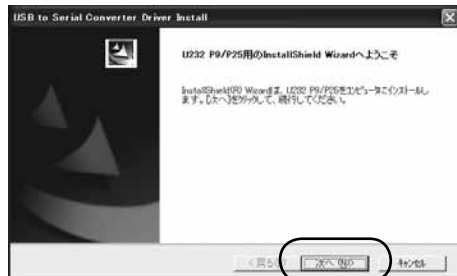 USB to Serial Converter Driver Install
U232 P9/P25用のInstallShield Wizardへようこそ
InstallShield(R) Wizardは、U232 P9/P25をコンピュータにインストールし
ます。[次へ]をクリックして、続行してください。
< 戻る(B)
次へ(N)>
キャンセル